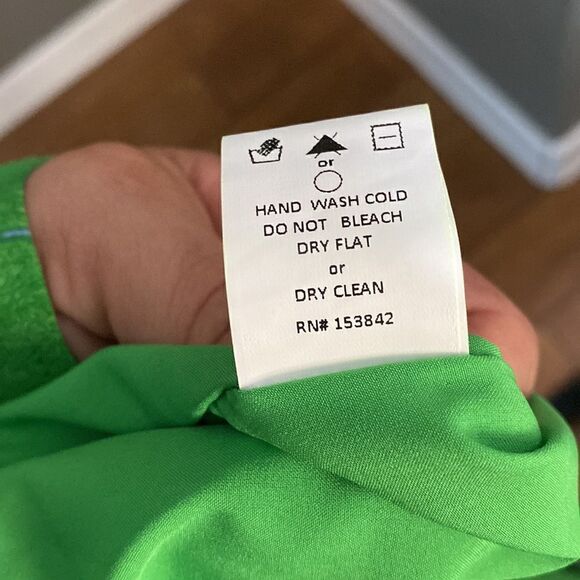 or
HAND WASH COLD
DO NOT BLEACH
DRY FLAT
or
DRY CLEAN
RN# 153842